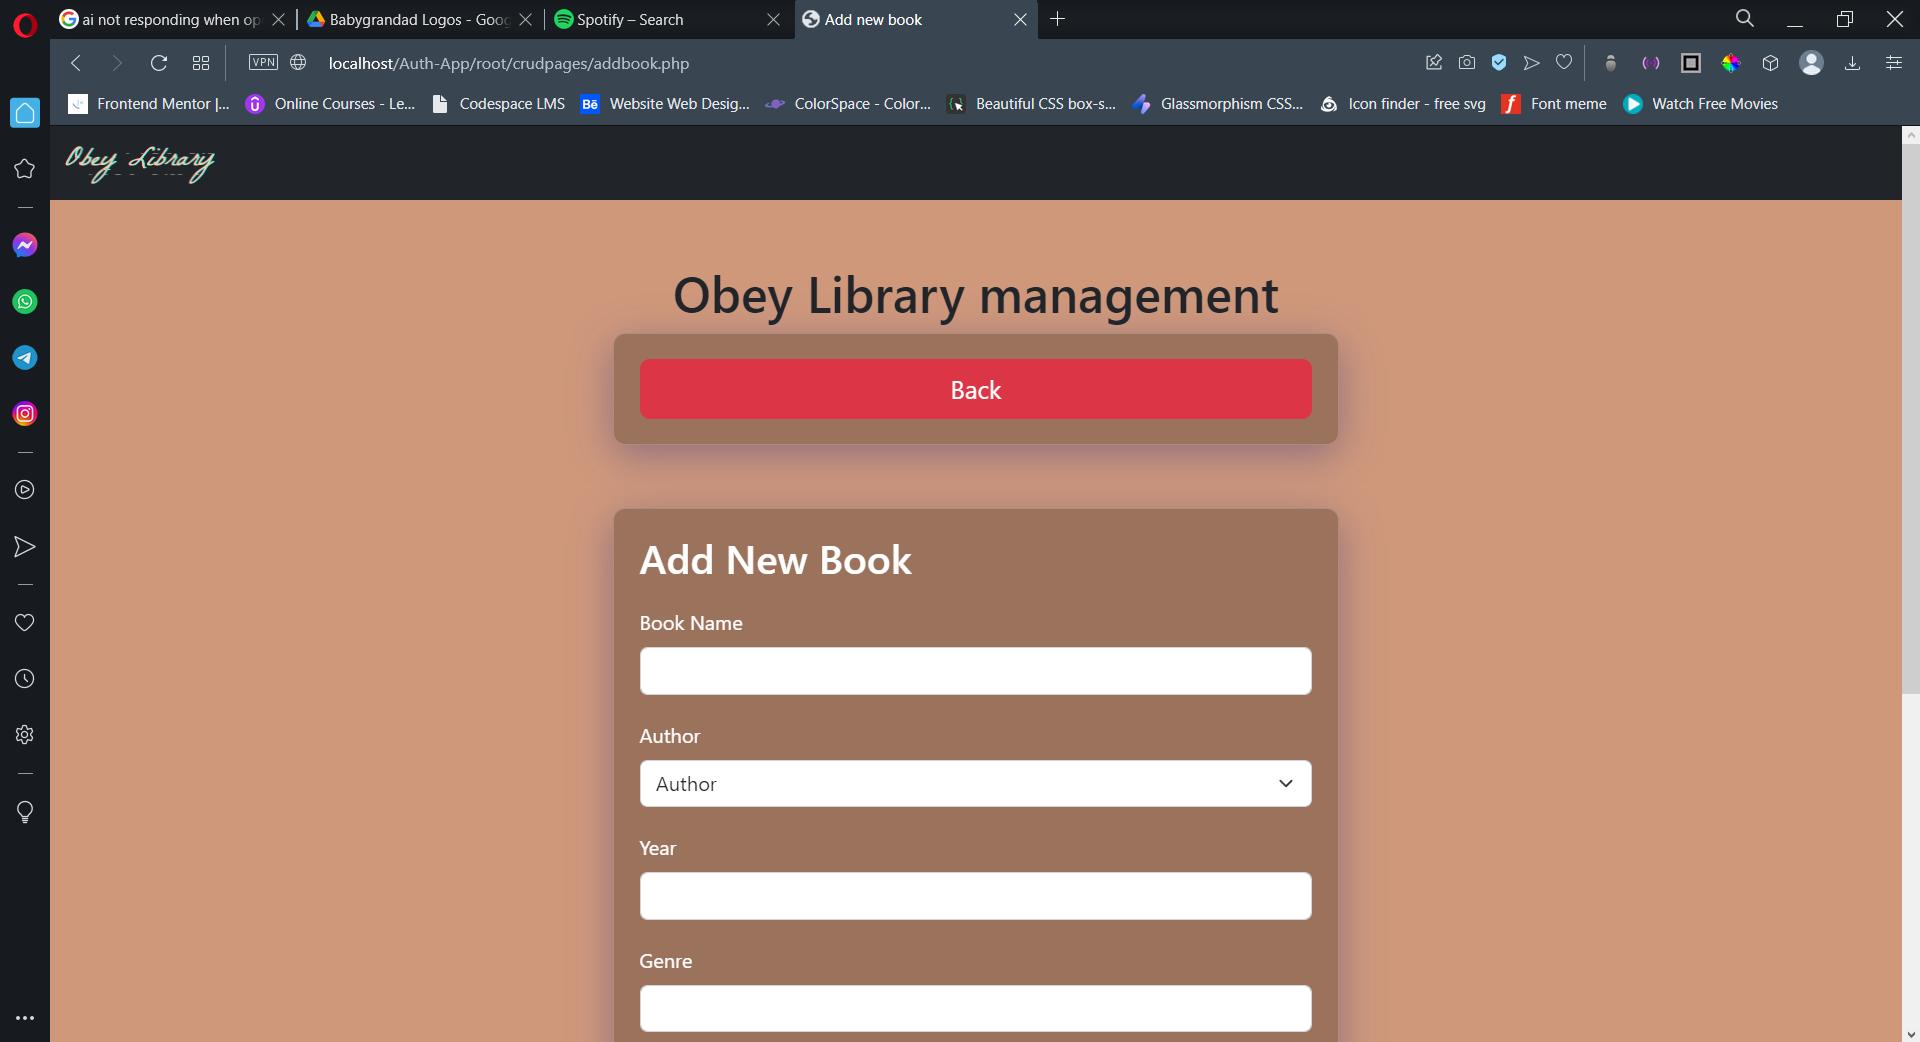 ai not responding when op
Babygrandad Logos - Goog
Spotify – Search
Add new book
VPN
localhost/Auth-App/root/crudpages/addbook.php
Frontend Mentor |...
Online Courses - Le...
Codespace LMS
Bē Website Web Desig...
ColorSpace - Color...
Beautiful CSS box-s...
Glassmorphism CSS...
Icon finder - free svg
Font meme
Watch Free Movies
Obey Library
Obey Library management
Back
Add New Book
Book Name
Author
Author
Year
Genre